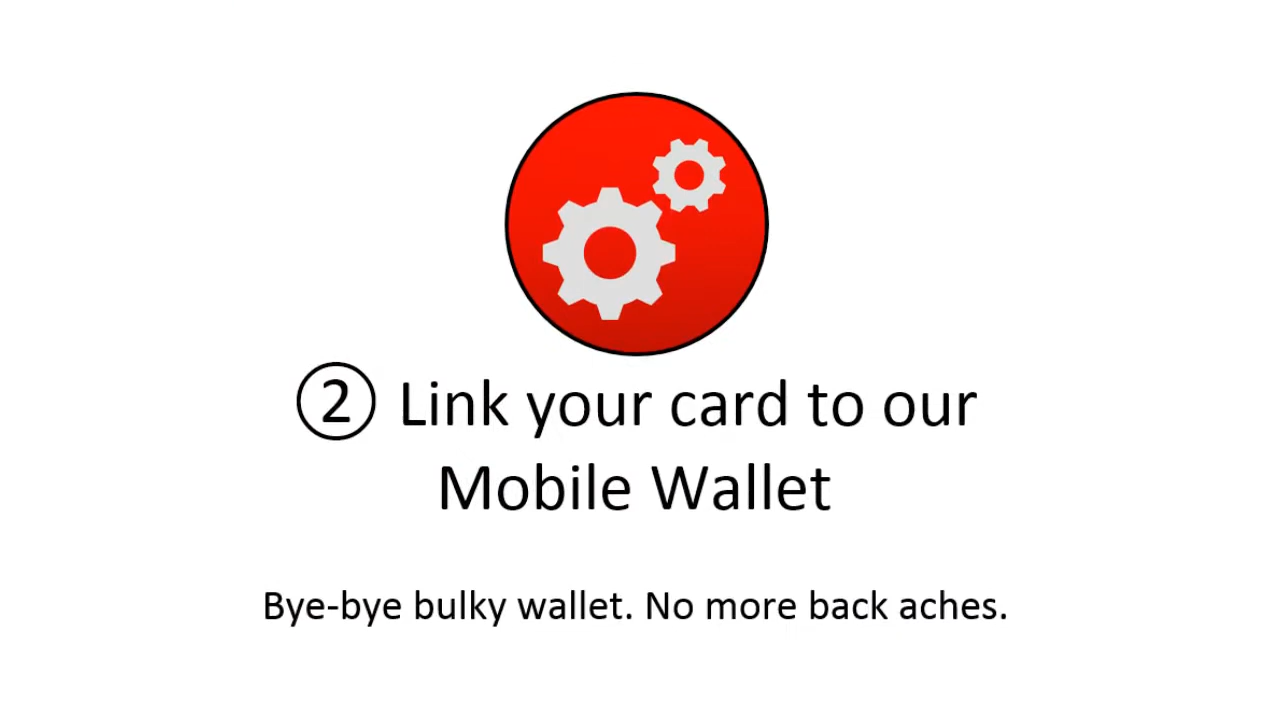 ② Link your card to our
Mobile Wallet
Bye-bye bulky wallet. No more back aches.